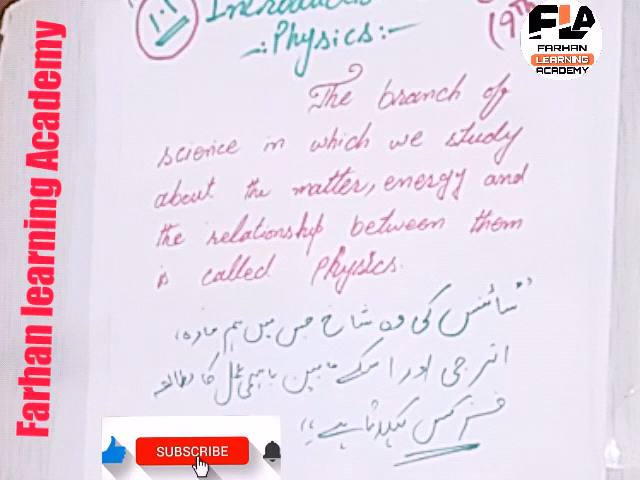 1.1
Physics:
(9th
FLA
FARHAN
LEARNING
ACADEMY
Farhan learning Academy
The branch of
science in which we study
about the matter, energy and
the relationship between them
is called Physics.
"سائنس کی وہ شاخ جس میں ہم مادہ،
انرجی اور اسکے مابین باہمی عمل کا مطالعہ
فزکس کہلاتا ہے"
SUBSCRIBE